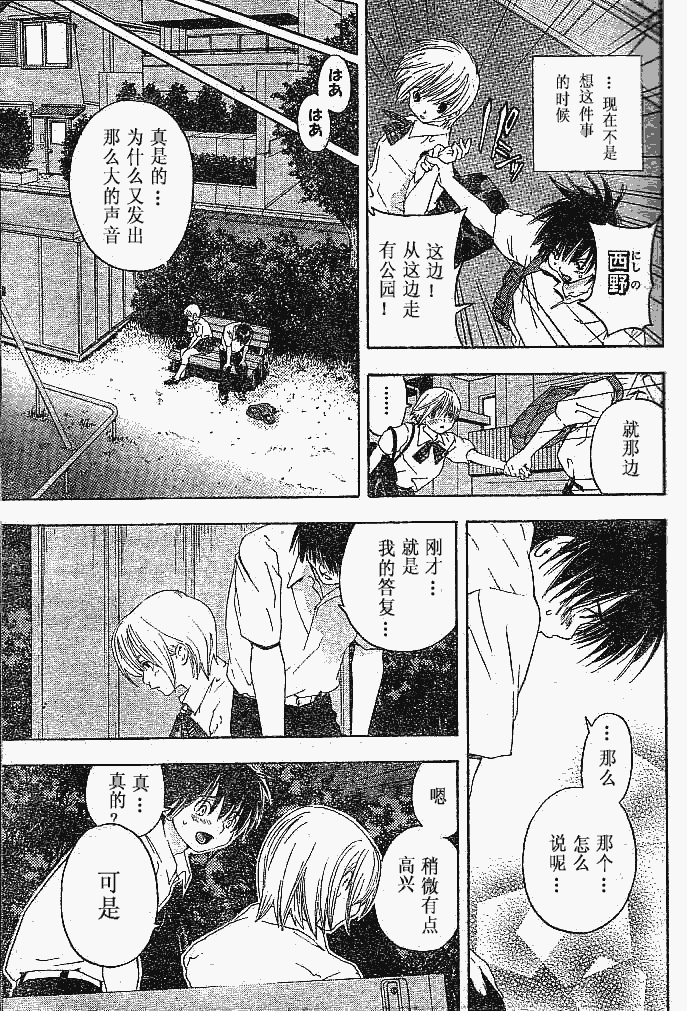 …现在不是
想这件事
的时候
西野
にしの
这边！
从这边走
有公园！
就那边
……
はぁ
はぁ
真是的…
为什么又发出
那么大的声音
…那么
那个…
怎么
说呢…
刚才…
就是
我的答复…
嗯
稍微有点
高兴
真…
真的？
可是